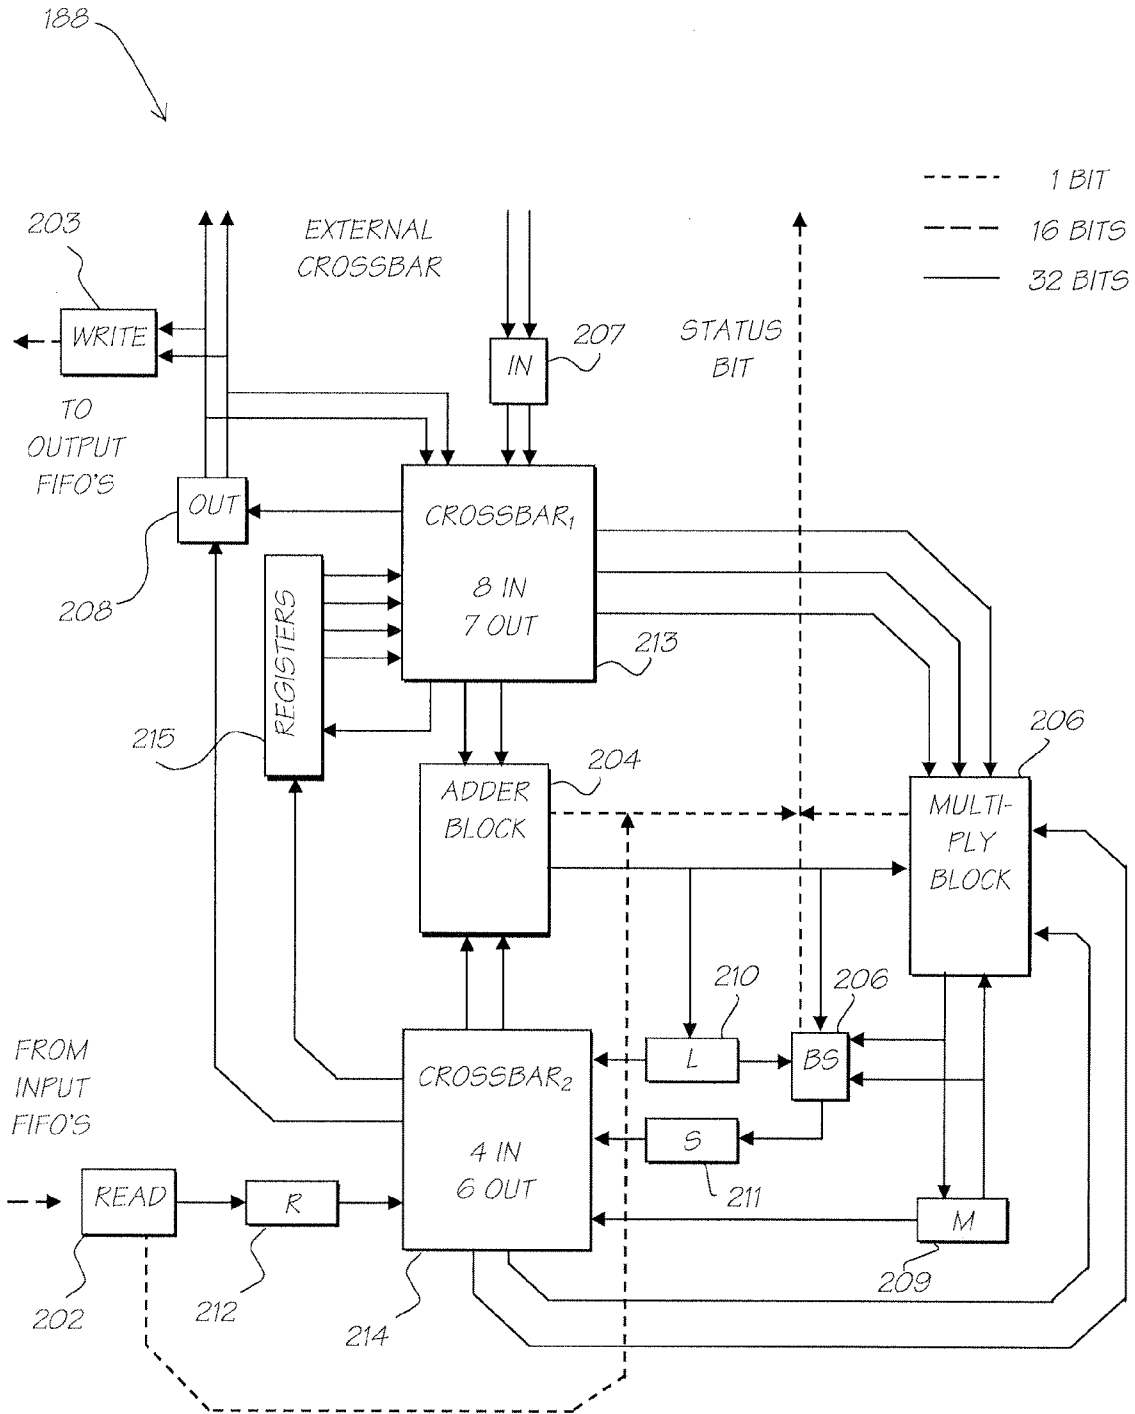 188
1 BIT
16 BITS
32 BITS
203
EXTERNAL
CROSSBAR
WRITE
207
IN
STATUS
BIT
TO
OUTPUT
FIFO'S
OUT
208
CROSSBAR₁
8 IN
7 OUT
213
REGISTERS
215
204
206
ADDER
BLOCK
MULTI-
PLY
BLOCK
210
206
L
BS
FROM
INPUT
FIFO'S
CROSSBAR₂
4 IN
6 OUT
S
211
READ
R
M
209
202
212
214